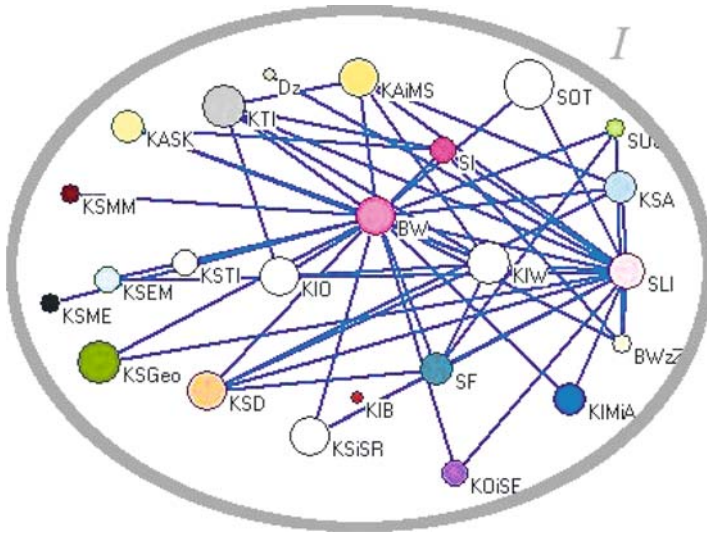 I
Dz
KAiMS
SOT
KTI
KASK
SI
KSA
KSMM
BW
KSTI
KIO
KIW
SLI
KSEM
KSME
KSGeo
KSD
KIB
SF
BWzZ
KIMiA
KSiSR
KOiSE